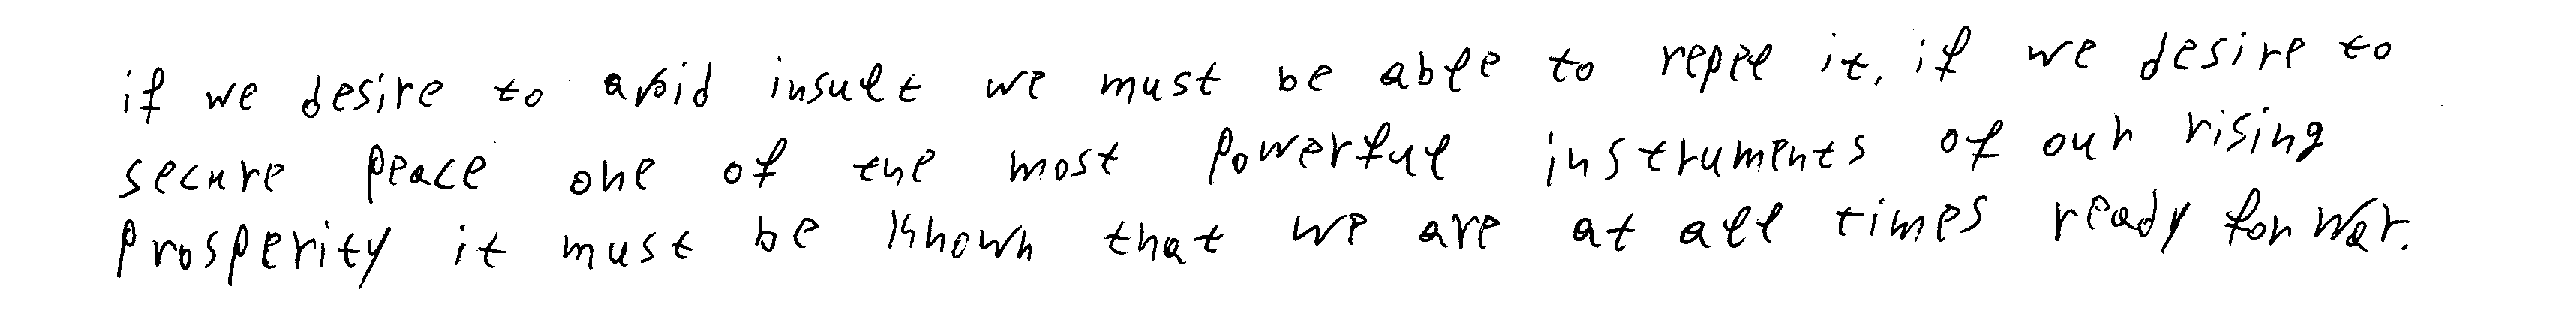 if we desire to avoid insult we must be able to repel it, if we desire to
secure peace one of the most powerful instruments of our rising
prosperity it must be known that we are at all times ready for war.